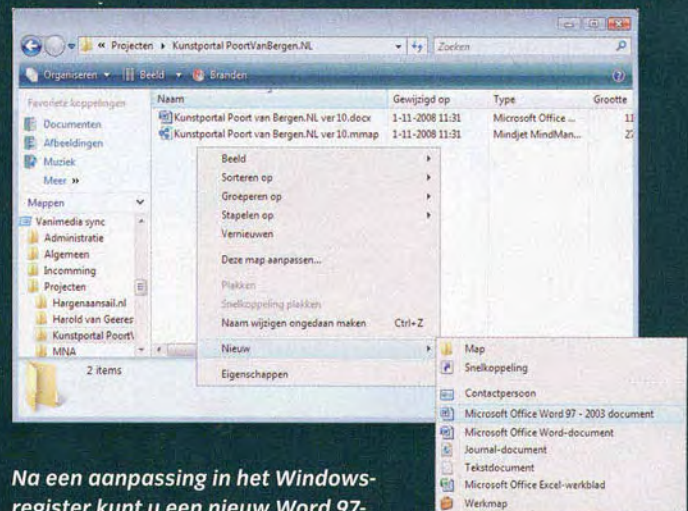 « Projecten ▸ Kunstportal PoortVanBergen.NL
Zoeken
Organiseren Beeld Branden
Favoriete koppelingen
Documenten
Afbeeldingen
Muziek
Meer »
Mappen
Vanimedia sync
Administratie
Algemeen
Incomming
Projecten
Hargenaansail.nl
Harold van Geeres
Kunstportal Poort\
MNA
Naam Gewijzigd op Type Grootte
Kunstportal Poort van Bergen.NL ver10.docx 1-11-2008 11:31 Microsoft Office ... 11
Kunstportal Poort van Bergen.NL ver10.mmap 1-11-2008 11:31 Mindjet MindMan... 27
Beeld
Sorteren op
Groeperen op
Stapelen op
Vernieuwen
Deze map aanpassen...
Plakken
Snelkoppeling plakken
Naam wijzigen ongedaan maken Ctrl+Z
Nieuw
Eigenschappen
Map
Snelkoppeling
Contactpersoon
Microsoft Office Word 97 - 2003 document
Microsoft Office Word-document
Journal-document
Tekstdocument
Microsoft Office Excel-werkblad
Werkmap
2 items
Na een aanpassing in het Windows-
register kunt u een nieuw Word 97-